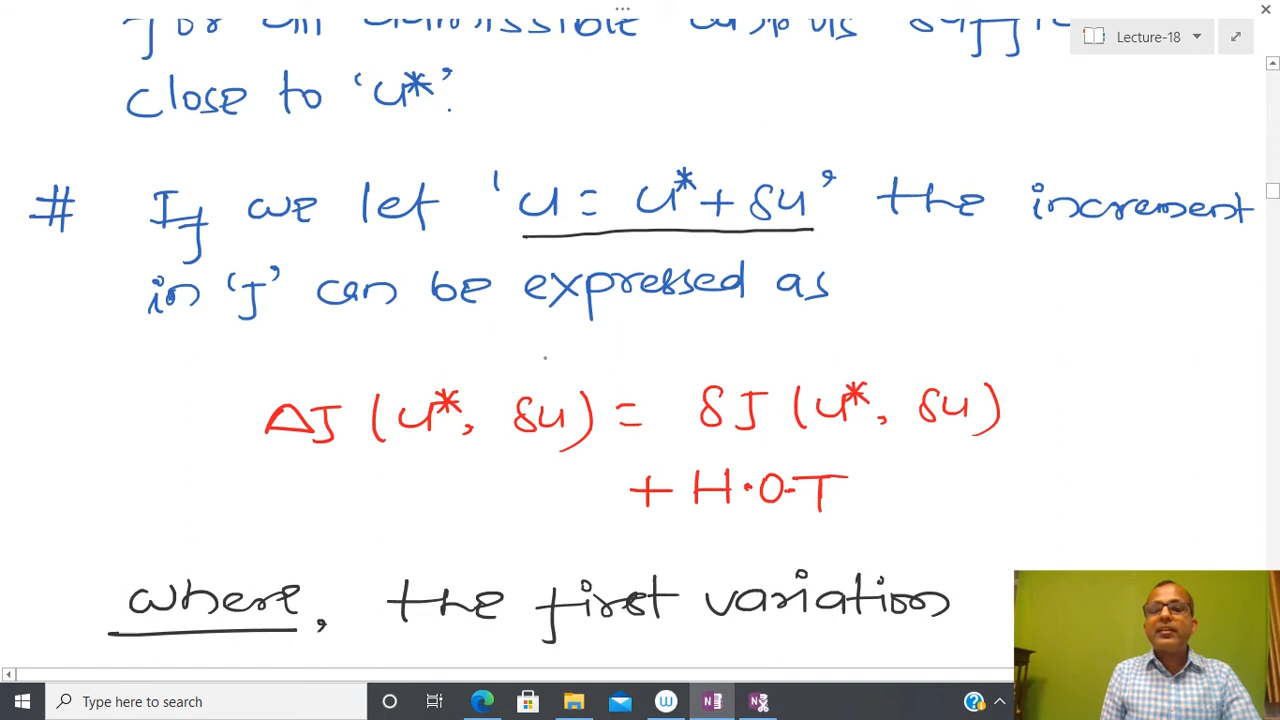 Lecture-18
close to 'u*'.
# If we let 'u = u* + δu' the increment
in 'J' can be expressed as
ΔJ (u*, δu) = δJ (u*, δu)
+ H.O.T
where, the first variation
Type here to search